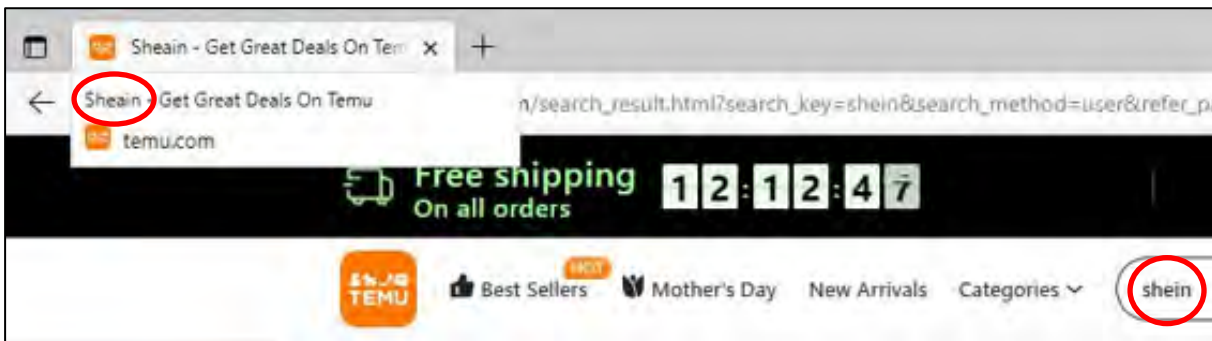 Sheain - Get Great Deals On Tem
Sheain - Get Great Deals On Temu
n/search_result.html?search_key=shein&search_method=user&refer_p
temu.com
Free shipping
On all orders
12:12:47
TEMU
HOT
Best Sellers
Mother's Day
New Arrivals
Categories
shein